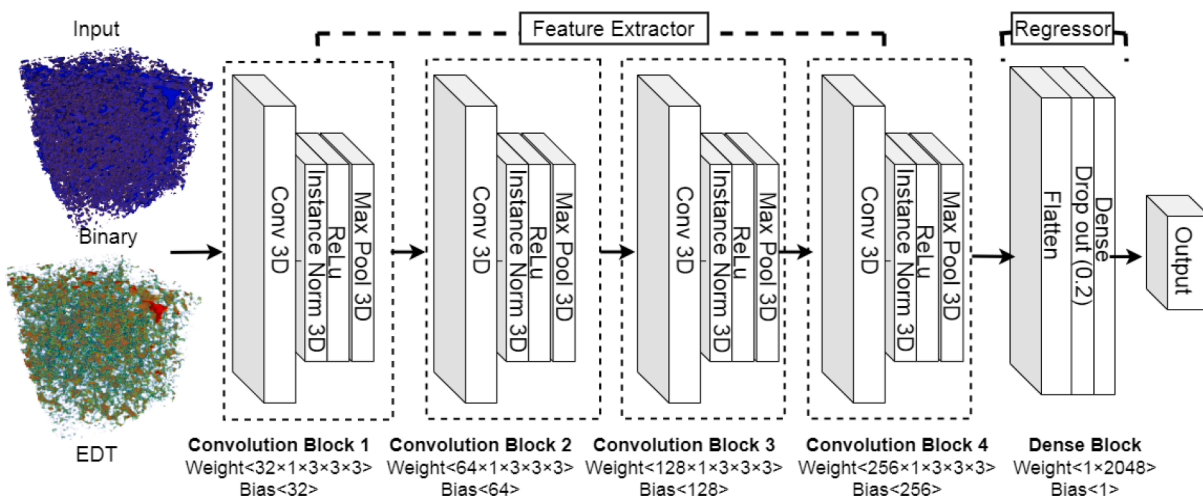 Input
Feature Extractor
Regressor
Binary
EDT
Conv 3D
Instance Norm 3D
ReLu
Max Pool 3D
Conv 3D
Instance Norm 3D
ReLu
Max Pool 3D
Conv 3D
Instance Norm 3D
ReLu
Max Pool 3D
Conv 3D
Instance Norm 3D
ReLu
Max Pool 3D
Flatten
Drop out (0.2)
Dense
Output
Convolution Block 1
Weight<32×1×3×3×3>
Bias<32>
Convolution Block 2
Weight<64×1×3×3×3>
Bias<64>
Convolution Block 3
Weight<128×1×3×3×3>
Bias<128>
Convolution Block 4
Weight<256×1×3×3×3>
Bias<256>
Dense Block
Weight<1×2048>
Bias<1>